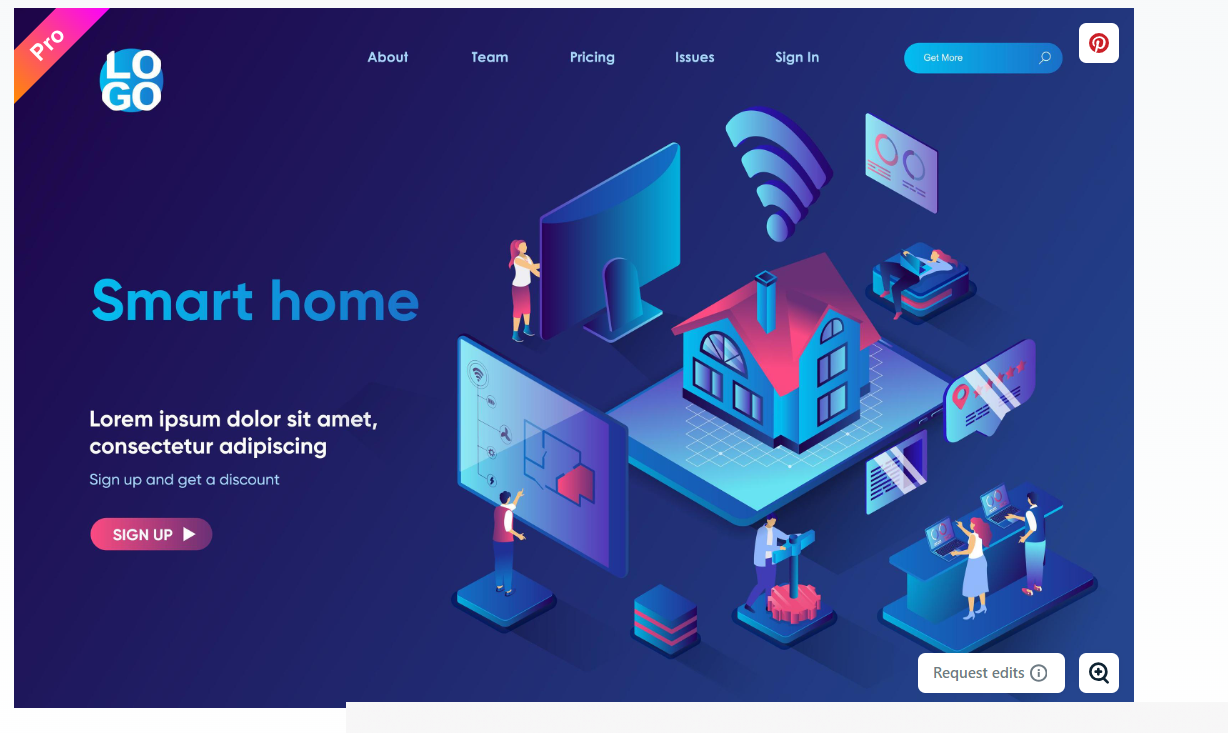 Pro
LO
GO
About
Team
Pricing
Issues
Sign In
Get More
Smart home
Lorem ipsum dolor sit amet,
consectetur adipiscing
Sign up and get a discount
SIGN UP
Request edits